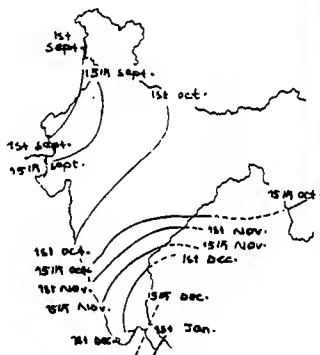 1st
Sept.
15th Sept.
1st Oct.
1st Sept.
15th Sept.
15th Oct.
1st Oct.
15th Oct.
1st Nov.
15th Nov.
1st Nov.
15th Nov.
1st Dec.
Dec.
1st Dec.
1st Jan.